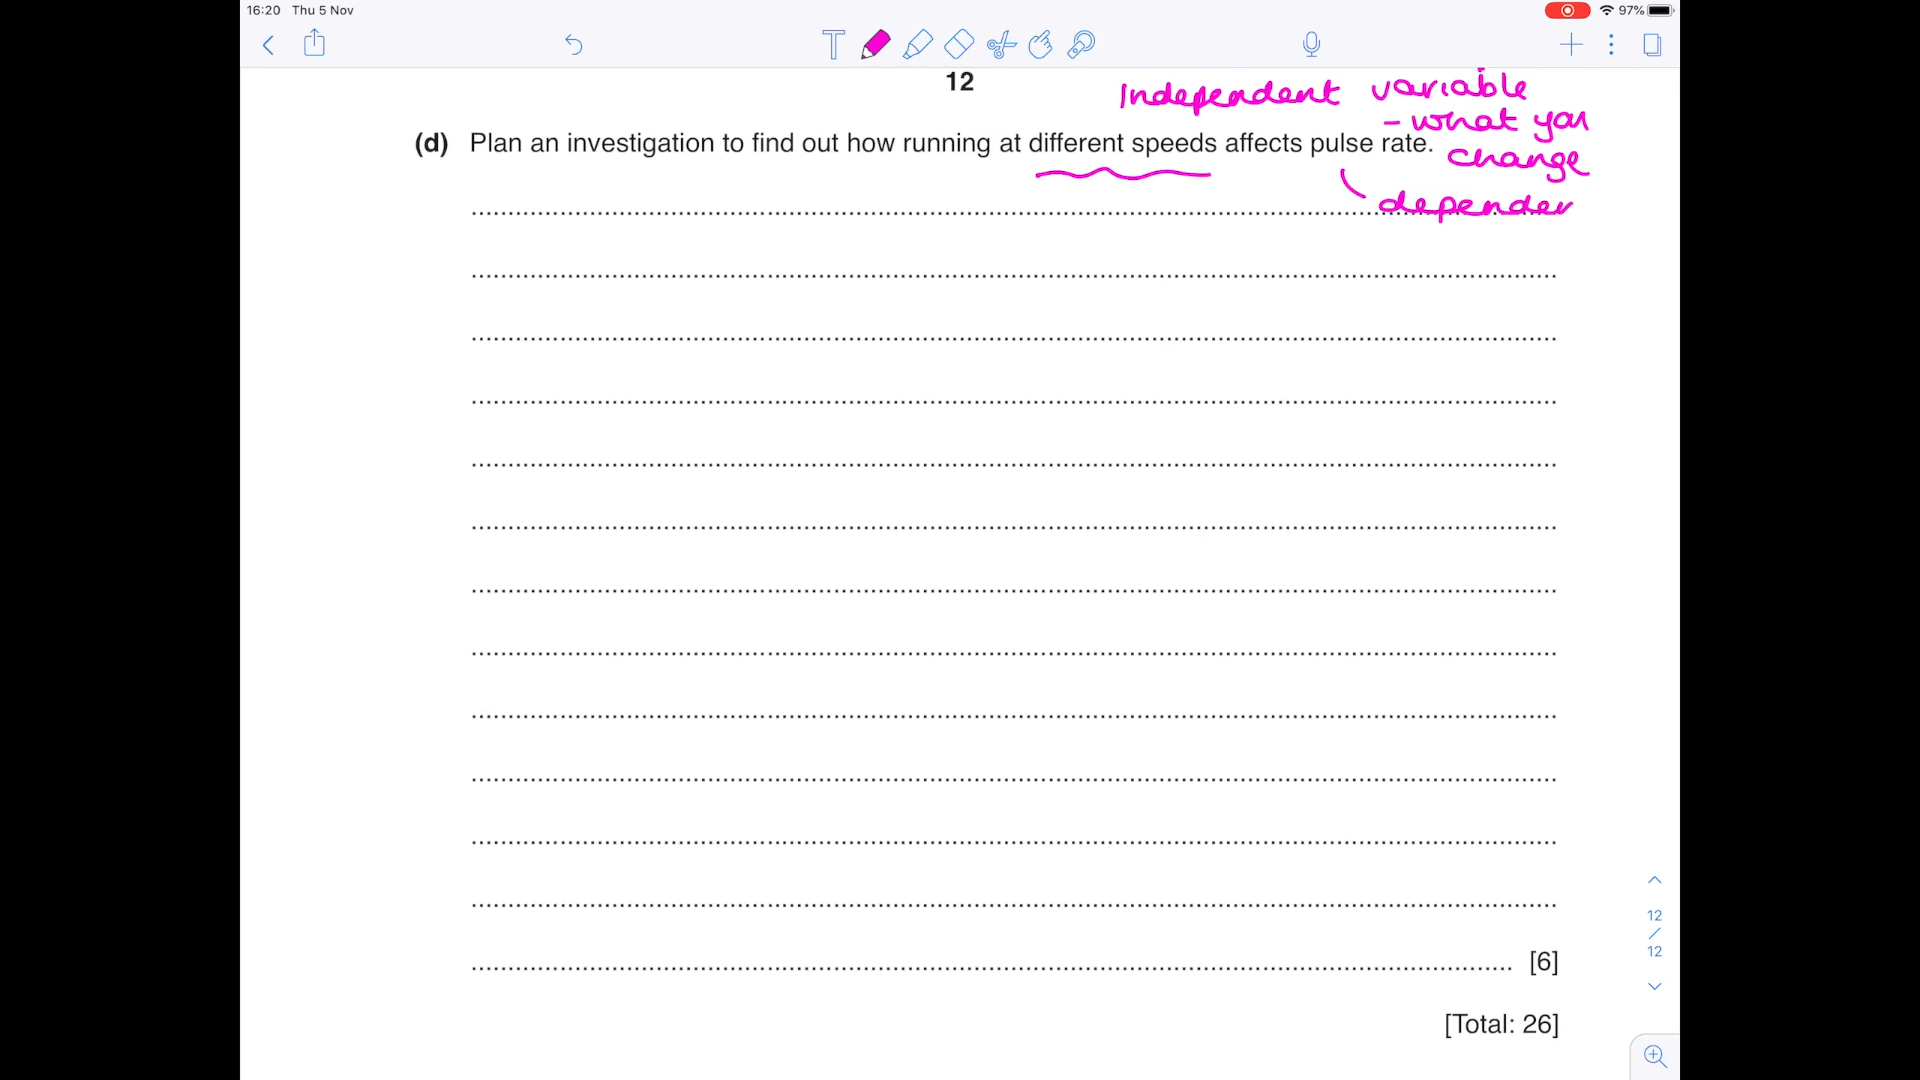 16:20 Thu 5 Nov
97%
12
Independent variable
- what you
(d) Plan an investigation to find out how running at different speeds affects pulse rate.
change
depender
12
12
[6]
[Total: 26]